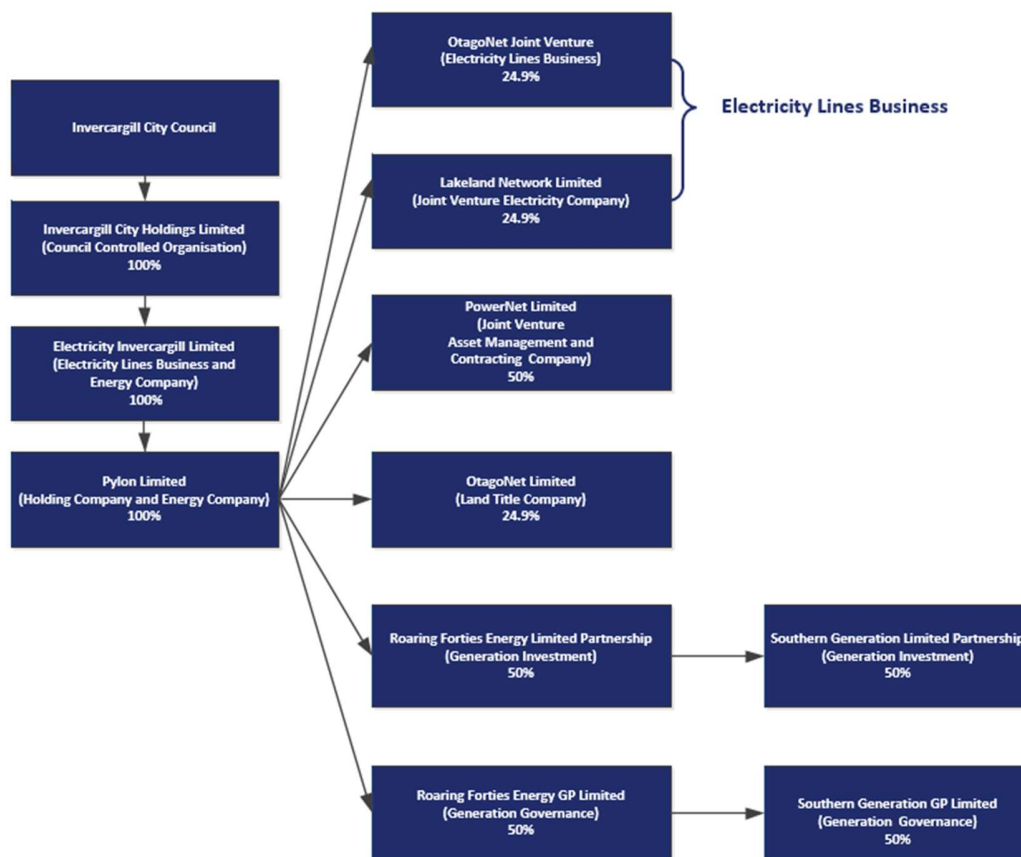 Invercargill City Council
Invercargill City Holdings Limited
(Council Controlled Organisation)
100%
Electricity Invercargill Limited
(Electricity Lines Business and
Energy Company)
100%
Pylon Limited
(Holding Company and Energy Company)
100%
OtagoNet Joint Venture
(Electricity Lines Business)
24.9%
Lakeland Network Limited
(Joint Venture Electricity Company)
24.9%
Electricity Lines Business
PowerNet Limited
(Joint Venture
Asset Management and
Contracting Company)
50%
OtagoNet Limited
(Land Title Company)
24.9%
Roaring Forties Energy Limited Partnership
(Generation Investment)
50%
Southern Generation Limited Partnership
(Generation Investment)
50%
Roaring Forties Energy GP Limited
(Generation Governance)
50%
Southern Generation GP Limited
(Generation Governance)
50%